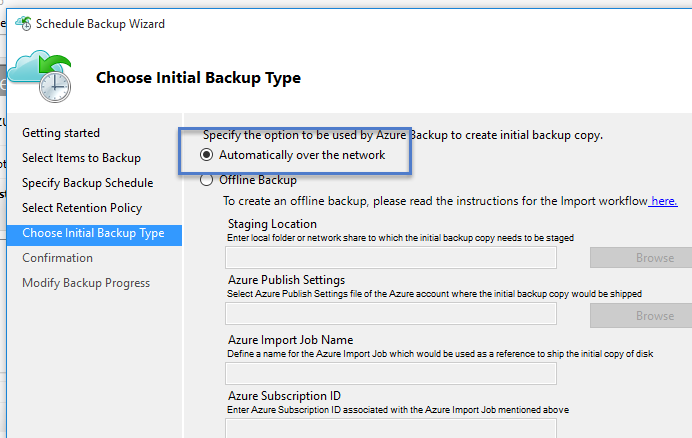 Schedule Backup Wizard
Choose Initial Backup Type
Getting started
Select Items to Backup
Specify Backup Schedule
Select Retention Policy
Choose Initial Backup Type
Confirmation
Modify Backup Progress
Specify the option to be used by Azure Backup to create initial backup copy.
Automatically over the network
Offline Backup
To create an offline backup, please read the instructions for the Import workflow here.
Staging Location
Enter local folder or network share to which the initial backup copy needs to be staged
Browse
Azure Publish Settings
Select Azure Publish Settings file of the Azure account where the initial backup copy would be shipped
Browse
Azure Import Job Name
Define a name for the Azure Import Job which would be used as a reference to ship the initial copy of disk
Azure Subscription ID
Enter Azure Subscription ID associated with the Azure Import Job mentioned above